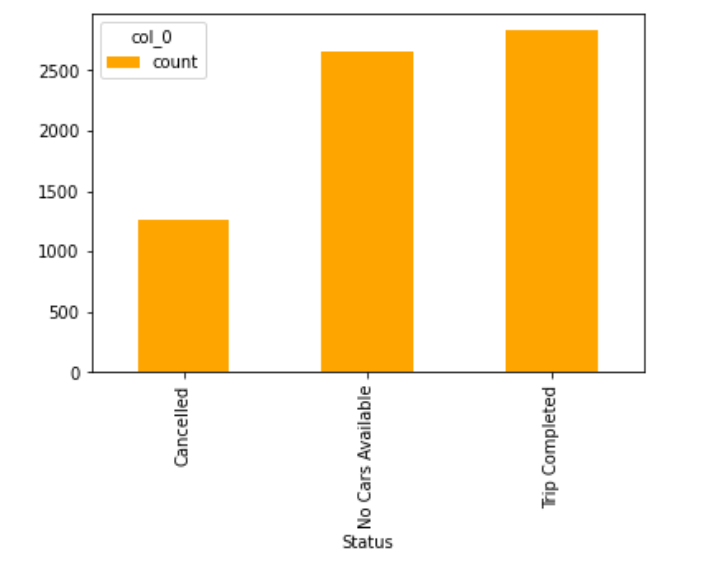 col_0
count
2500
2000
1500
1000
500
0
Cancelled
No Cars Available
Trip Completed
Status